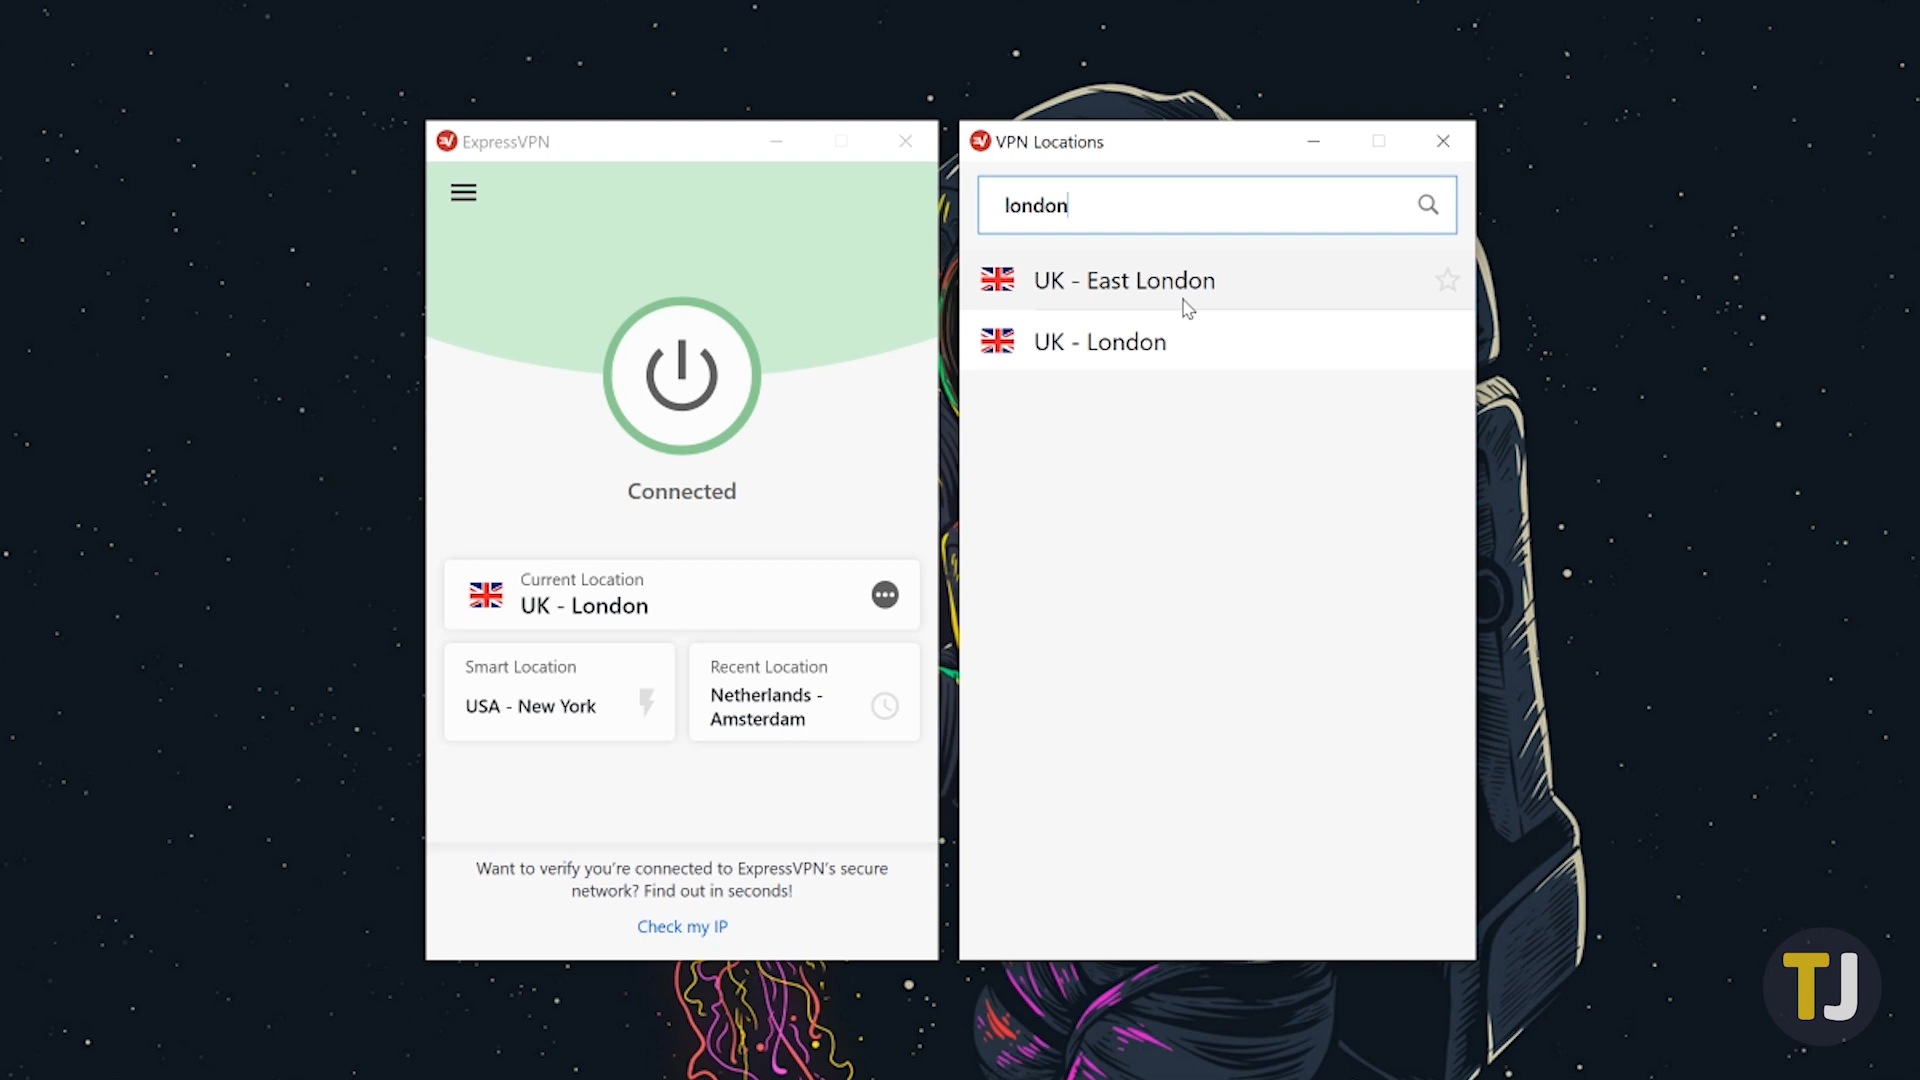 ExpressVPN
Connected
Current Location
UK - London
Smart Location
USA - New York
Recent Location
Netherlands -
Amsterdam
Want to verify you’re connected to ExpressVPN’s secure
network? Find out in seconds!
Check my IP
VPN Locations
london
UK - East London
UK - London
TJ